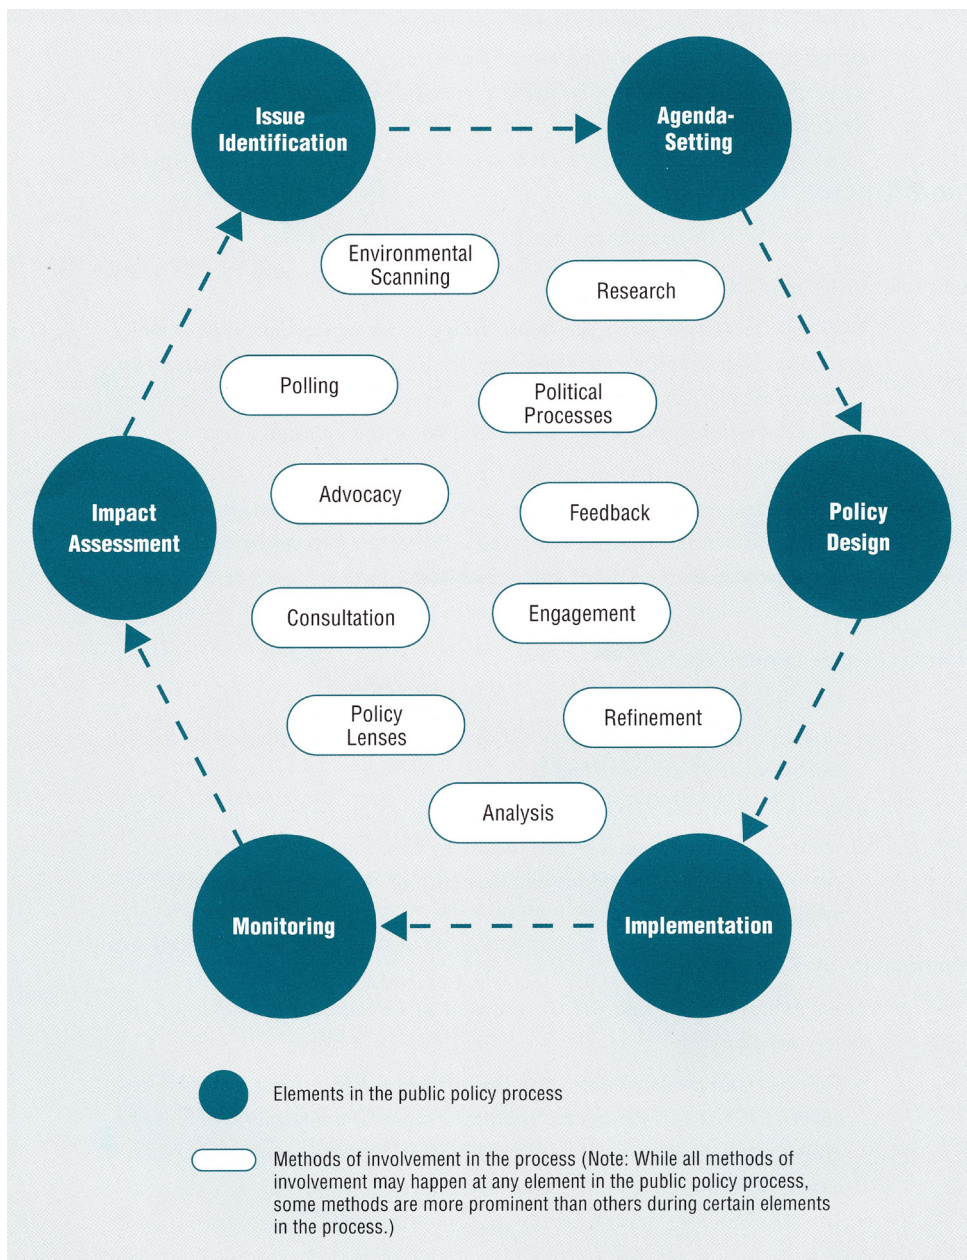 Issue
Identification
Agenda-
Setting
Environmental
Scanning
Research
Polling
Political
Processes
Impact
Assessment
Advocacy
Feedback
Policy
Design
Consultation
Engagement
Policy
Lenses
Refinement
Analysis
Monitoring
Implementation
Elements in the public policy process
Methods of involvement in the process (Note: While all methods of
involvement may happen at any element in the public policy process,
some methods are more prominent than others during certain elements
in the process.)